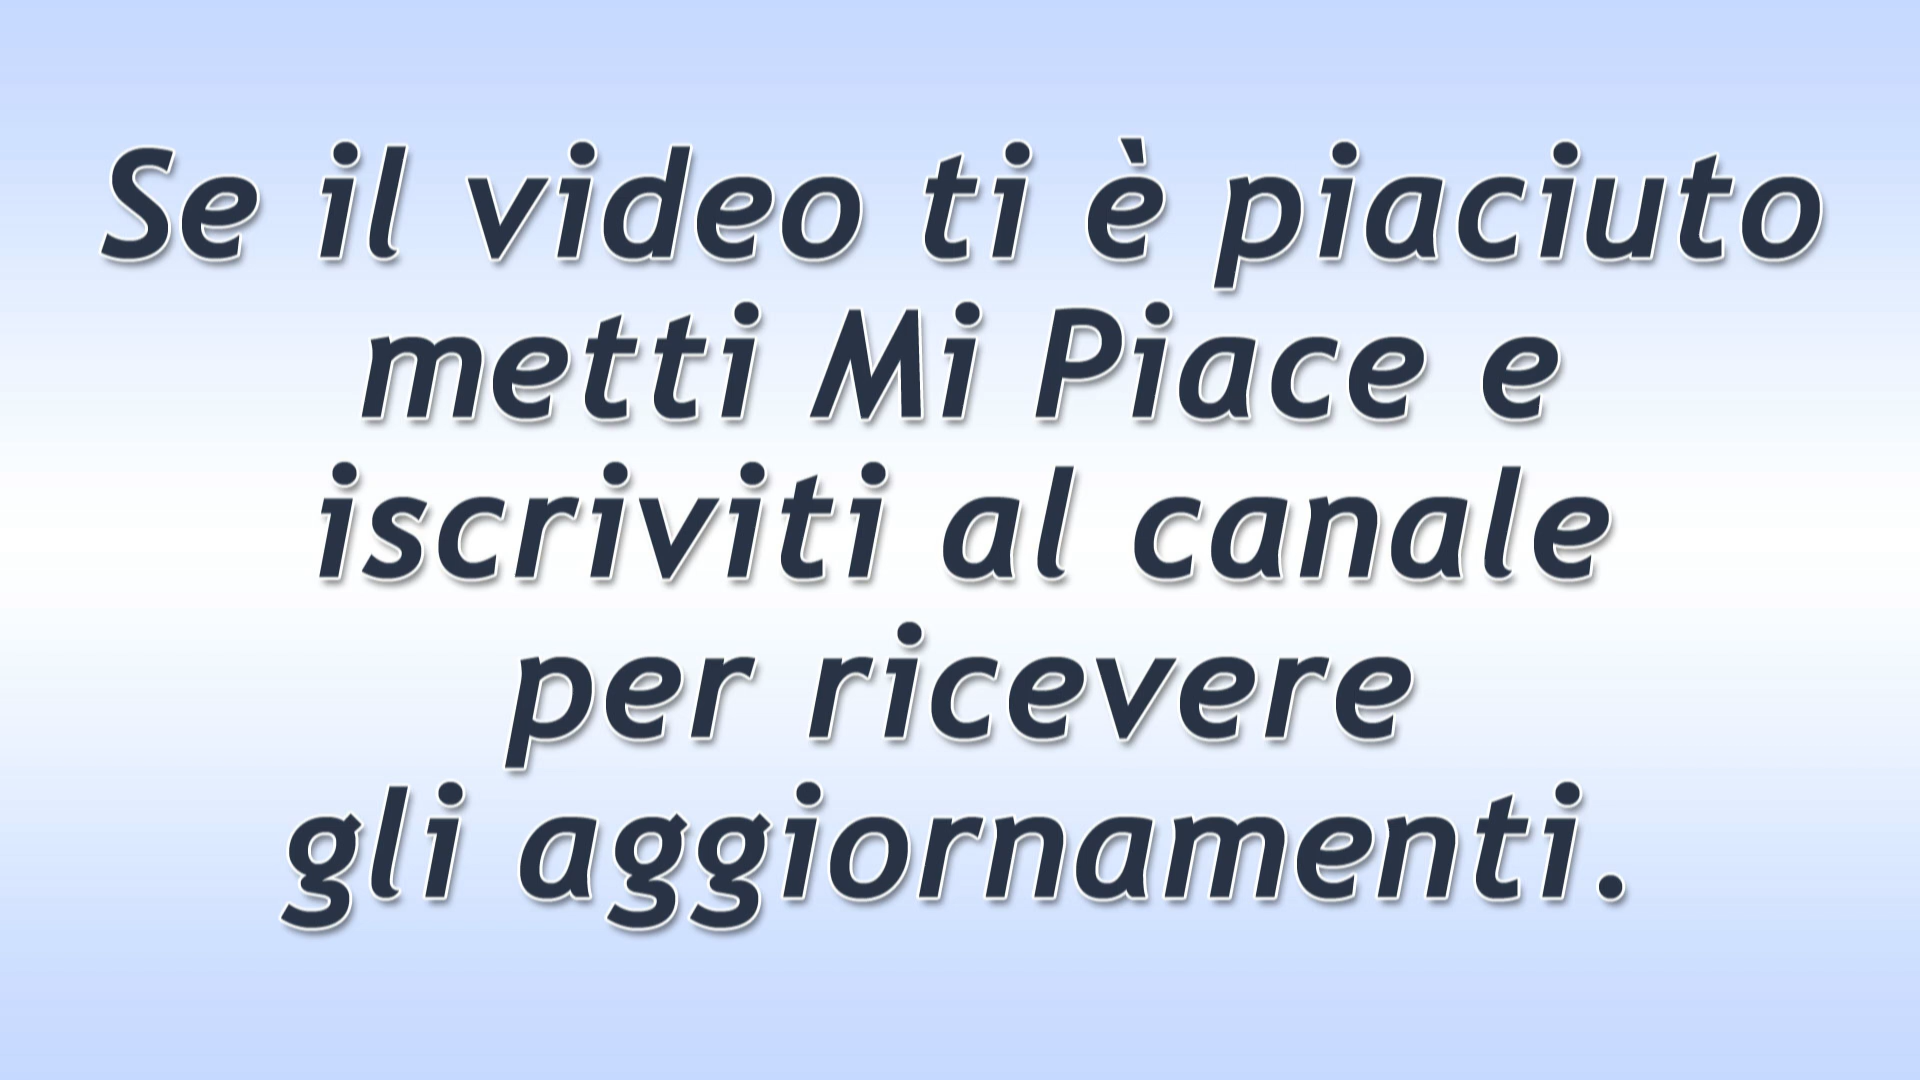 Se il video ti è piaciuto
metti Mi Piace e
iscriviti al canale
per ricevere
gli aggiornamenti.